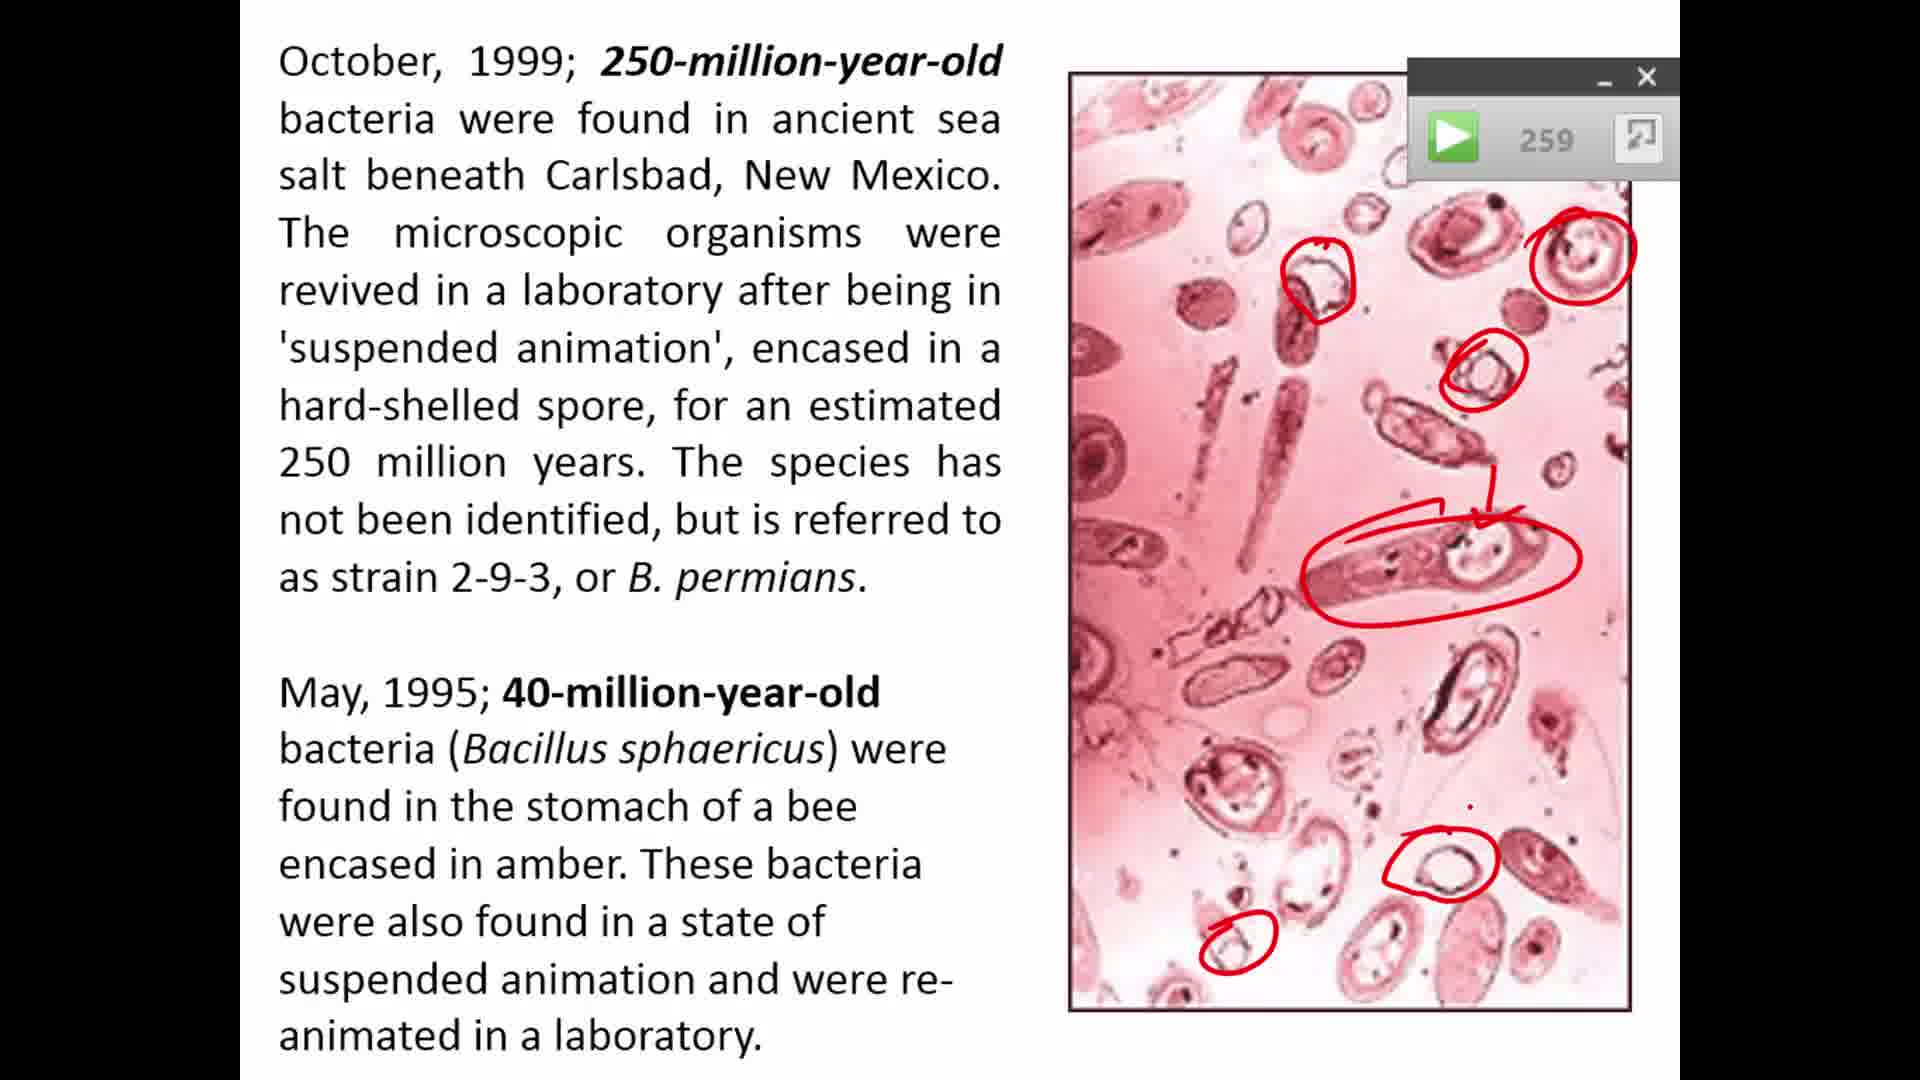 October, 1999; 250-million-year-old
bacteria were found in ancient sea
salt beneath Carlsbad, New Mexico.
The microscopic organisms were
revived in a laboratory after being in
'suspended animation', encased in a
hard-shelled spore, for an estimated
250 million years. The species has
not been identified, but is referred to
as strain 2-9-3, or B. permians.
May, 1995; 40-million-year-old
bacteria (Bacillus sphaericus) were
found in the stomach of a bee
encased in amber. These bacteria
were also found in a state of
suspended animation and were re-
animated in a laboratory.
259